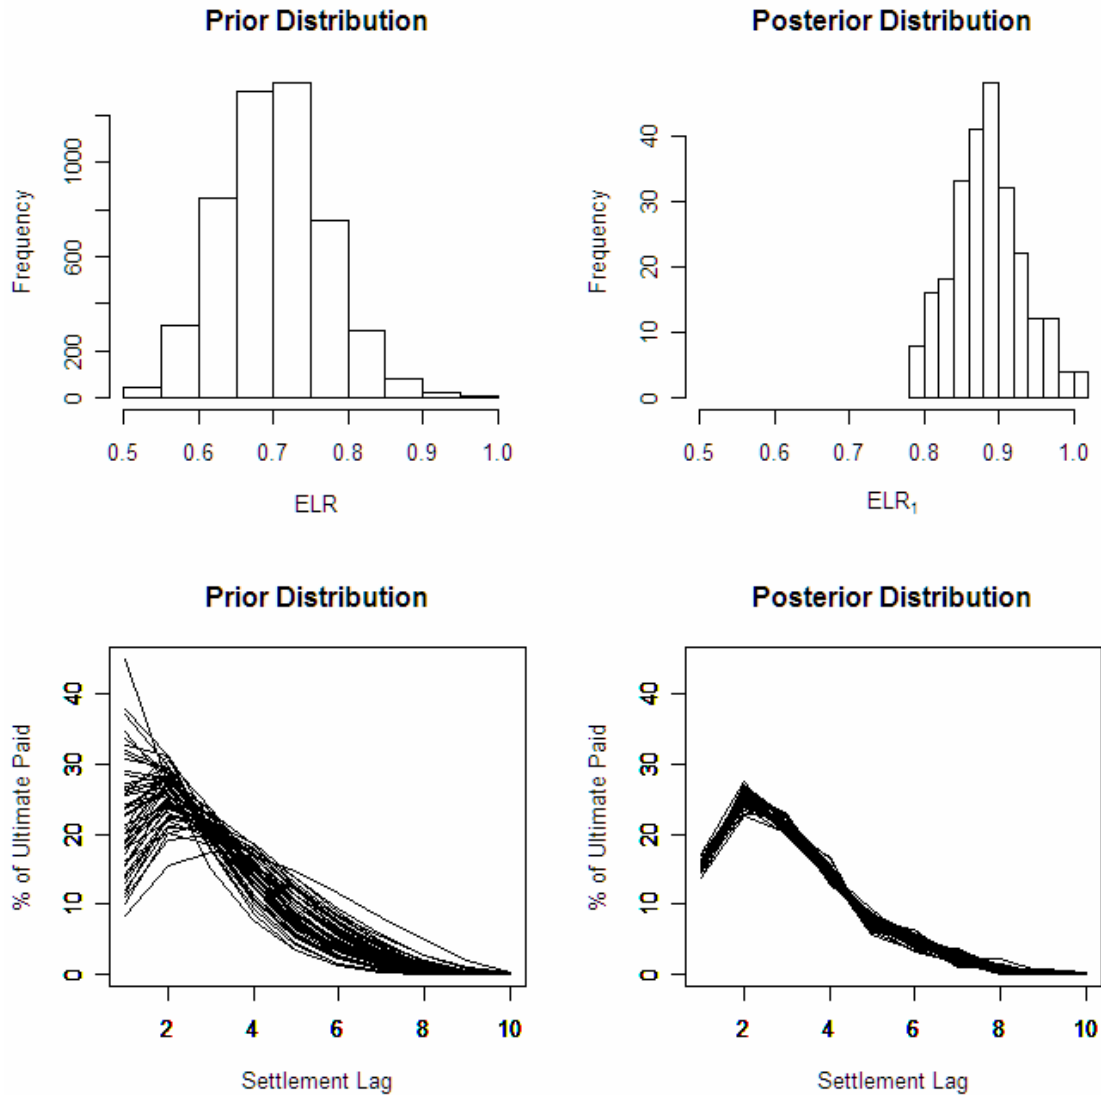 Prior Distribution
Frequency
0 200 600 1000
0.5 0.6 0.7 0.8 0.9 1.0
ELR
Posterior Distribution
Frequency
0 10 20 30 40
0.5 0.6 0.7 0.8 0.9 1.0
ELR₁
Prior Distribution
% of Ultimate Paid
0 10 20 30 40
2 4 6 8 10
Settlement Lag
Posterior Distribution
% of Ultimate Paid
0 10 20 30 40
2 4 6 8 10
Settlement Lag